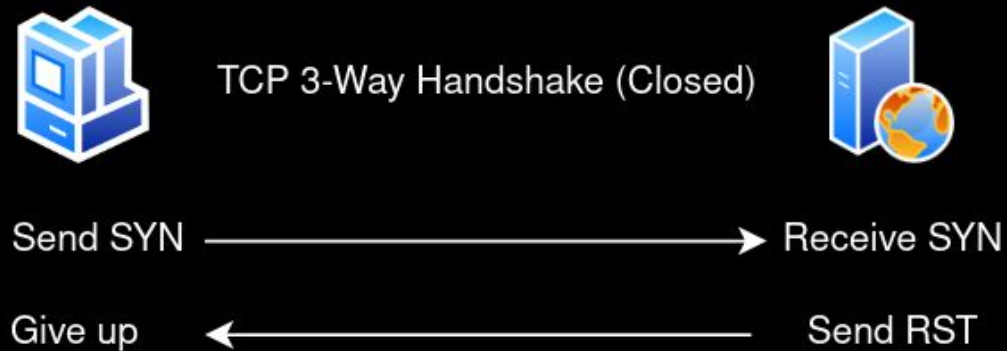 TCP 3-Way Handshake (Closed)
Send SYN Receive SYN
Give up Send RST